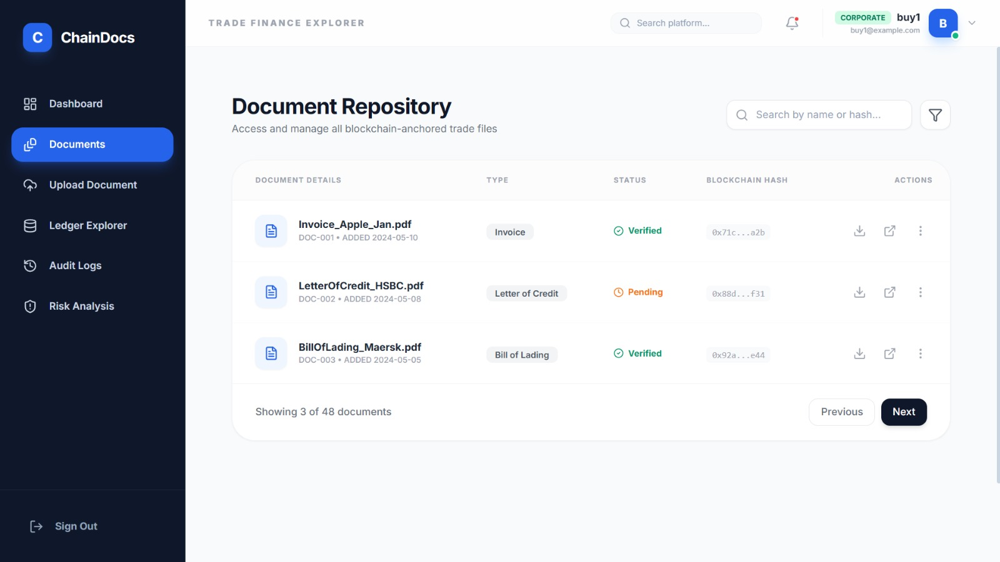 C ChainDocs
Dashboard
Documents
Upload Document
Ledger Explorer
Audit Logs
Risk Analysis
Sign Out
TRADE FINANCE EXPLORER
Search platform...
CORPORATE buy1
buy1@example.com
B
Document Repository
Access and manage all blockchain-anchored trade files
Search by name or hash...
DOCUMENT DETAILS TYPE STATUS BLOCKCHAIN HASH ACTIONS
Invoice_Apple_Jan.pdf
DOC-001 • ADDED 2024-05-10
Invoice Verified 0x71c...a2b
LetterOfCredit_HSBC.pdf
DOC-002 • ADDED 2024-05-08
Letter of Credit Pending 0x88d...f31
BillOfLading_Maersk.pdf
DOC-003 • ADDED 2024-05-05
Bill of Lading Verified 0x92a...e44
Showing 3 of 48 documents
Previous Next